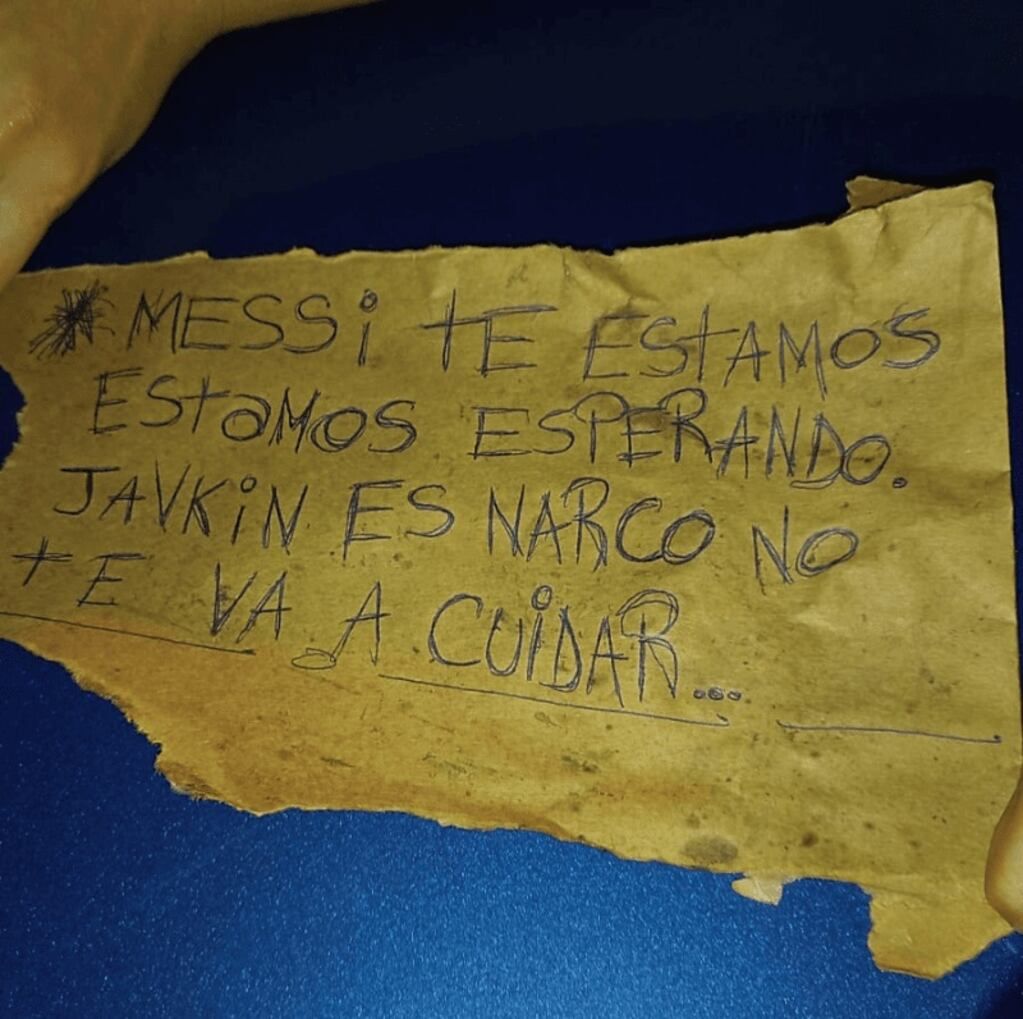 * MESSi tE EStAMOS
EStaMOS ESPERANDO.
JAVKiN ES NARCO NO
tE VA A CUiDAR...